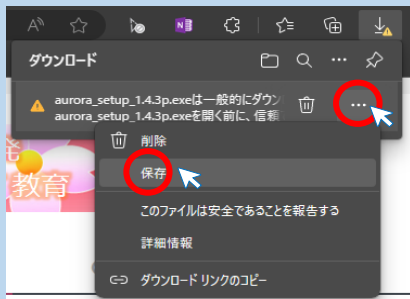 ダウンロード
aurora_setup_1.4.3p.exeは一般的にダウン
aurora_setup_1.4.3p.exeを開く前に、信頼
削除
保存
このファイルは安全であることを報告する
詳細情報
ダウンロード リンクのコピー
発
教育